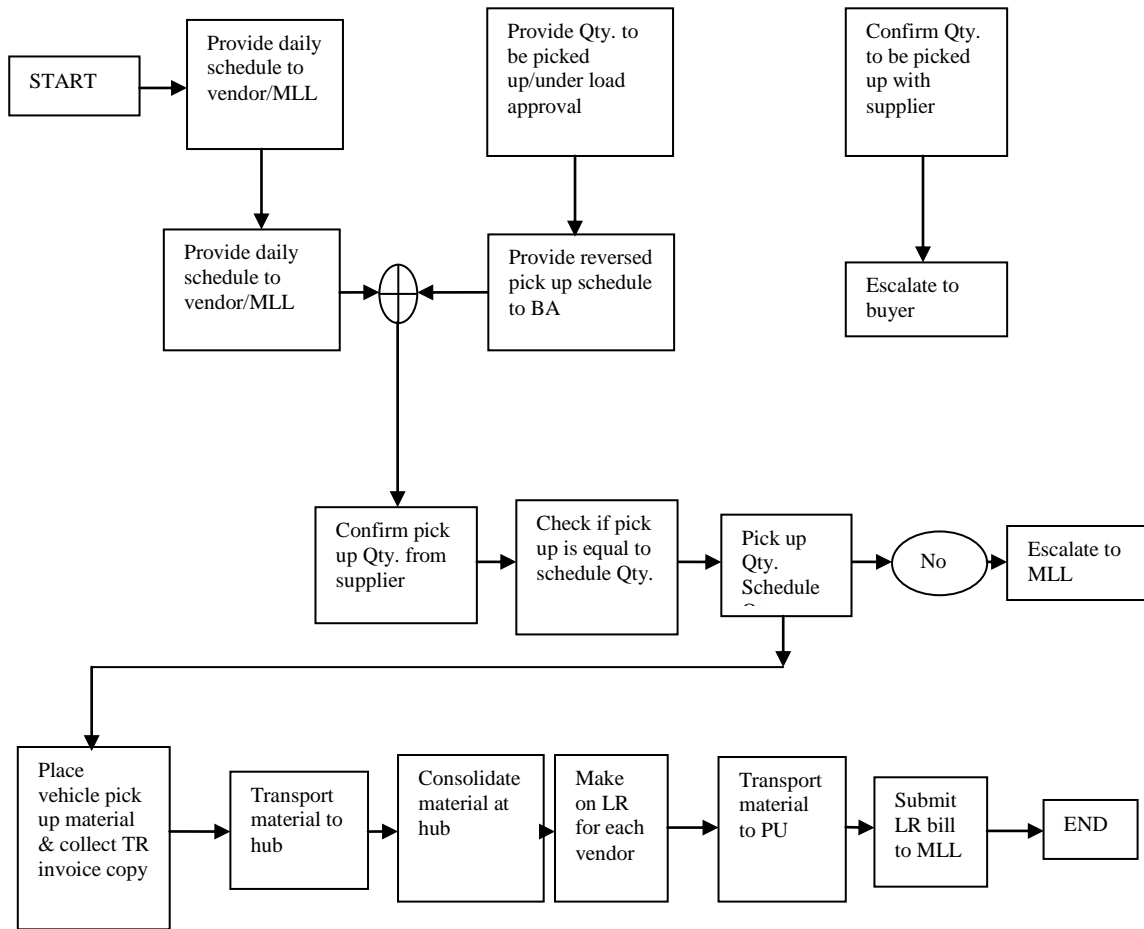 START
Provide daily
schedule to
vendor/MLL
Provide Qty. to
be picked
up/under load
approval
Confirm Qty.
to be picked
up with
supplier
Provide daily
schedule to
vendor/MLL
Provide reversed
pick up schedule
to BA
Escalate to
buyer
Confirm pick
up Qty. from
supplier
Check if pick
up is equal to
schedule Qty.
Pick up
Qty.
Schedule
No
Escalate to
MLL
Place
vehicle pick
up material
& collect TR
invoice copy
Transport
material to
hub
Consolidate
material at
hub
Make
on LR
for each
vendor
Transport
material
to PU
Submit
LR bill
to MLL
END